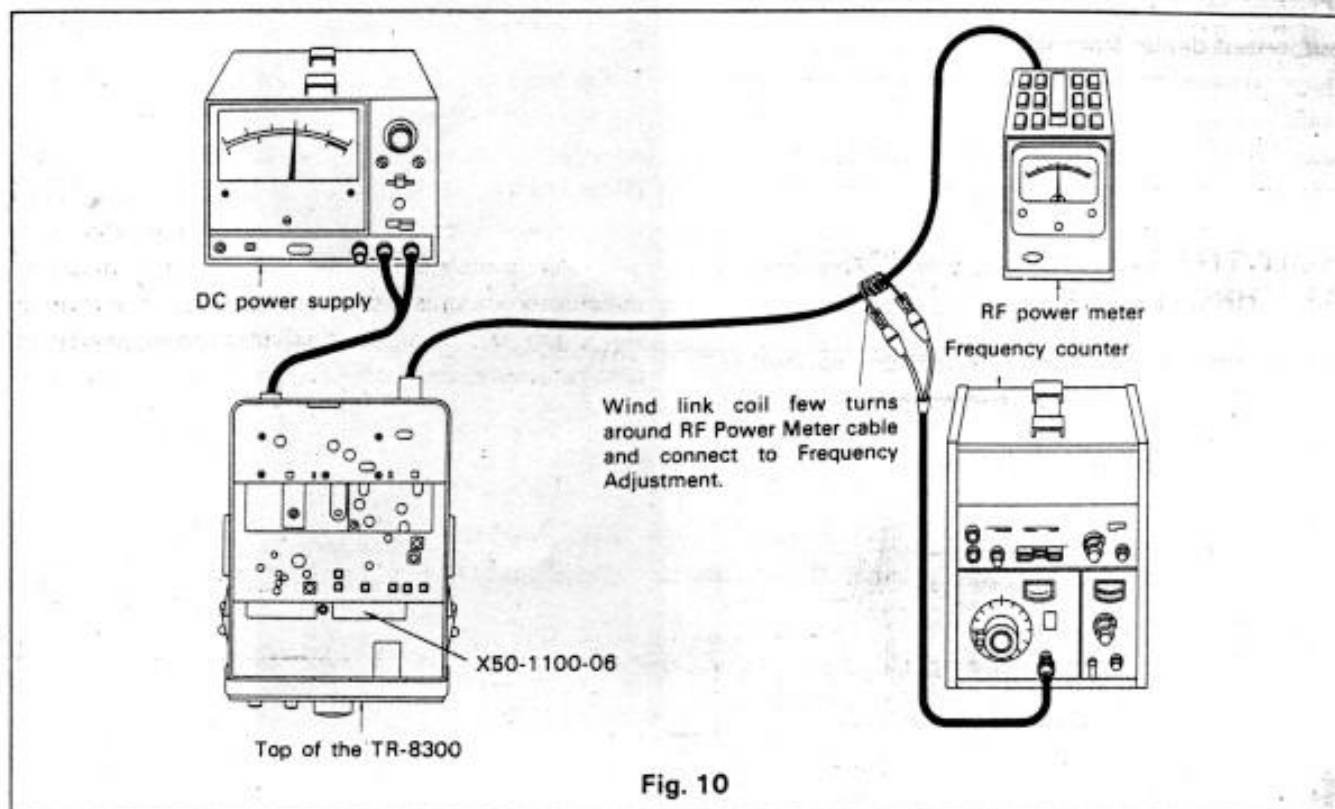 DC power supply
RF power meter
Frequency counter
Wind link coil few turns
around RF Power Meter cable
and connect to Frequency
Adjustment.
X50-1100-06
Top of the TR-8300
Fig. 10